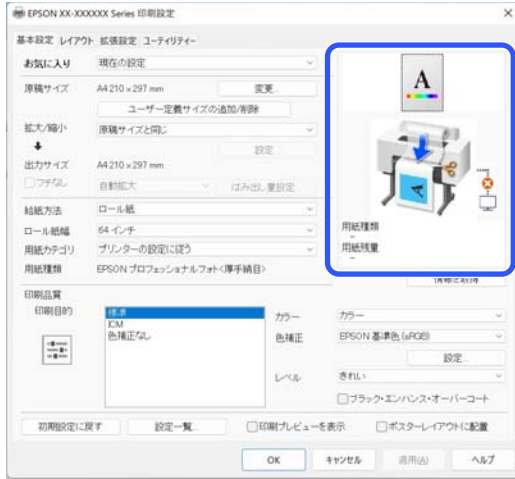 EPSON XX-XXXXXX Series 印刷設定
基本設定 レイアウト 拡張設定 ユーティリティー
お気に入り 現在の設定
原稿サイズ A4 210 x 297 mm 変更...
ユーザー定義サイズの追加/削除
拡大/縮小 原稿サイズと同じ
設定...
出力サイズ A4 210 x 297 mm
フチなし 自動拡大 はみ出し量設定
給紙方法 ロール紙
ロール紙幅 64 インチ
用紙カテゴリ プリンターの設定に従う
用紙種類 EPSON プロフェッショナルフォト<厚手絹目>
A
A
用紙種類
-
用紙残量
-
情報を取得
印刷品質
印刷目的
標準
ICM
色補正なし
カラー カラー
色補正 EPSON 基準色 (sRGB)
設定...
レベル きれい
ブラック・エンハンス・オーバーコート
初期設定に戻す 設定一覧... 印刷プレビューを表示 ポスターレイアウトに配置
OK キャンセル 適用(A) ヘルプ